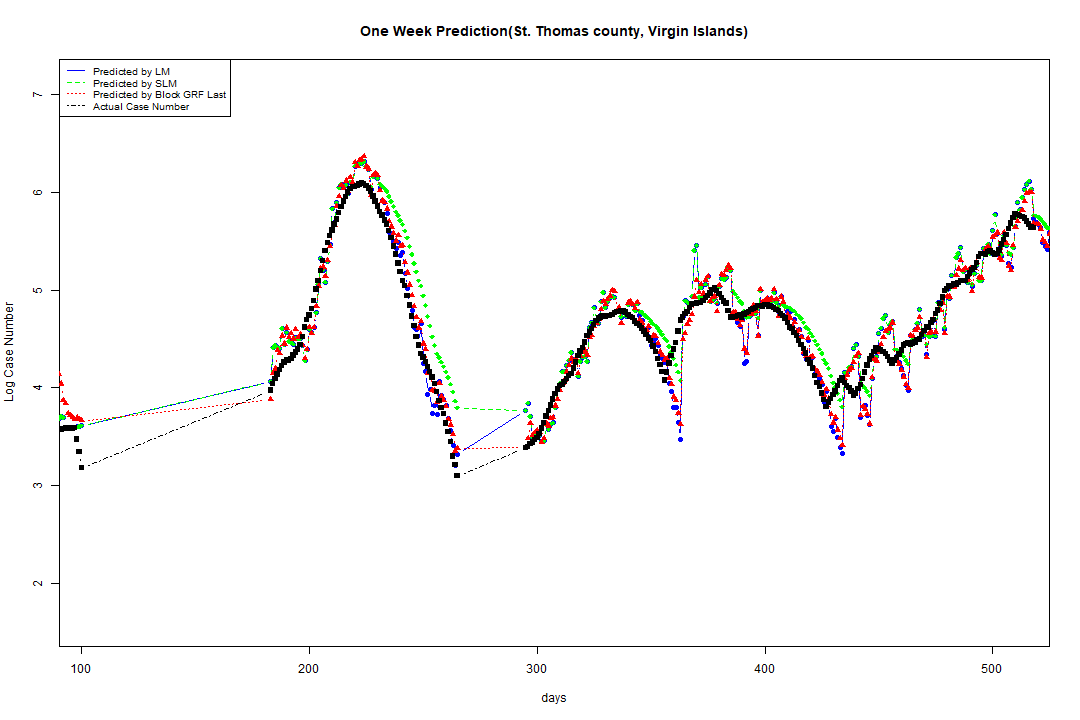 One Week Prediction(St. Thomas county, Virgin Islands)
Predicted by LM
Predicted by SLM
Predicted by Block GRF Last
Actual Case Number
7
6
5
4
3
2
Log Case Number
100 200 300 400 500
days